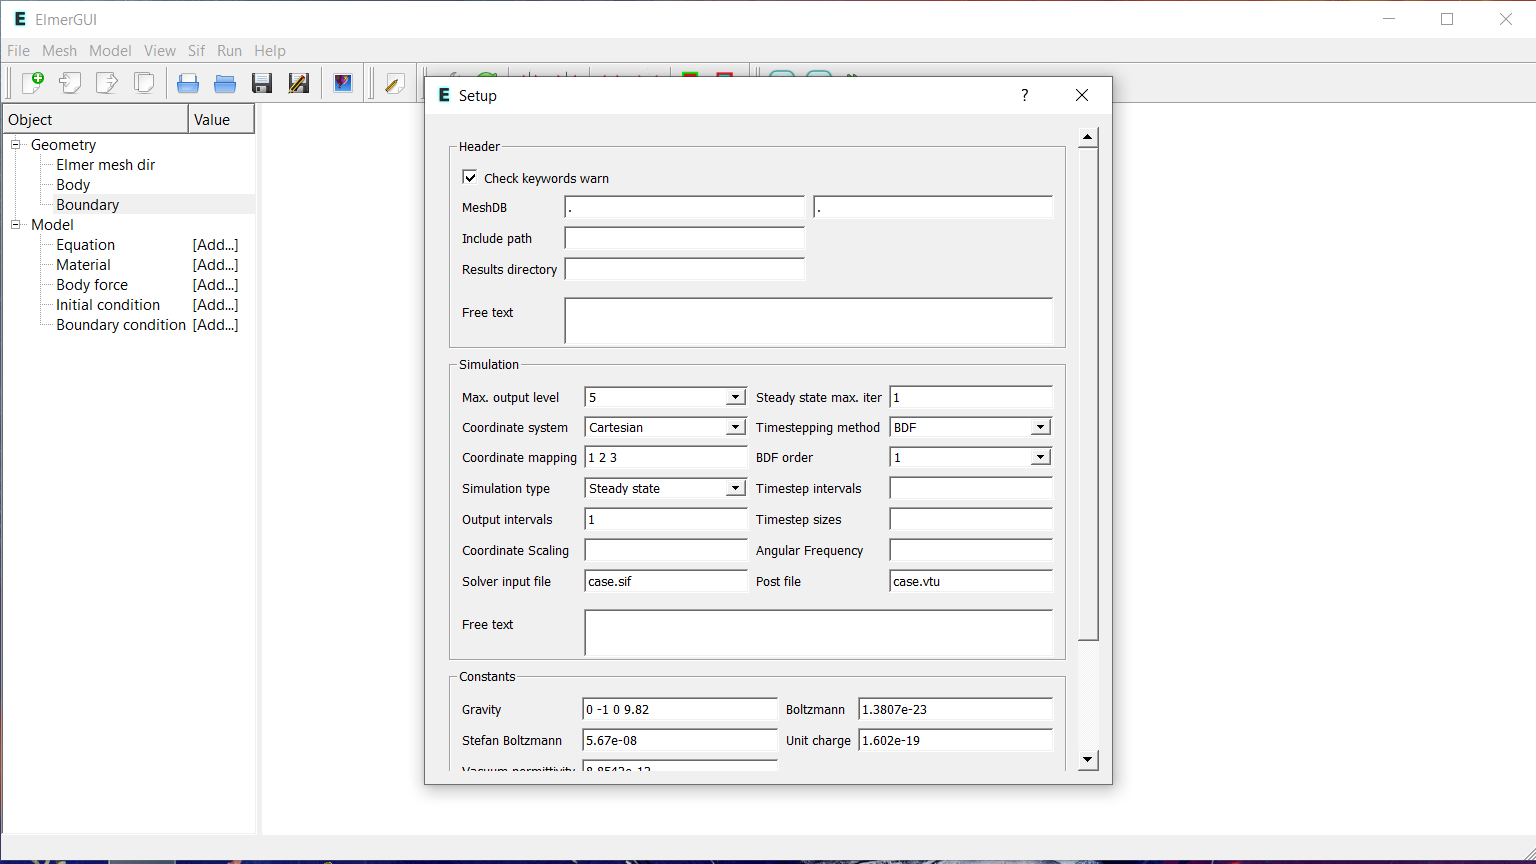 ElmerGUI
File Mesh Model View Sif Run Help
Object Value
Geometry
Elmer mesh dir
Body
Boundary
Model
Equation [Add...]
Material [Add...]
Body force [Add...]
Initial condition [Add...]
Boundary condition [Add...]
E Setup ?
Header
Check keywords warn
MeshDB . .
Include path
Results directory
Free text
Simulation
Max. output level 5 Steady state max. iter 1
Coordinate system Cartesian Timestepping method BDF
Coordinate mapping 1 2 3 BDF order 1
Simulation type Steady state Timestep intervals
Output intervals 1 Timestep sizes
Coordinate Scaling Angular Frequency
Solver input file case.sif Post file case.vtu
Free text
Constants
Gravity 0 -1 0 9.82 Boltzmann 1.3807e-23
Stefan Boltzmann 5.67e-08 Unit charge 1.602e-19
Vacuum permittivity 8.8542e-12